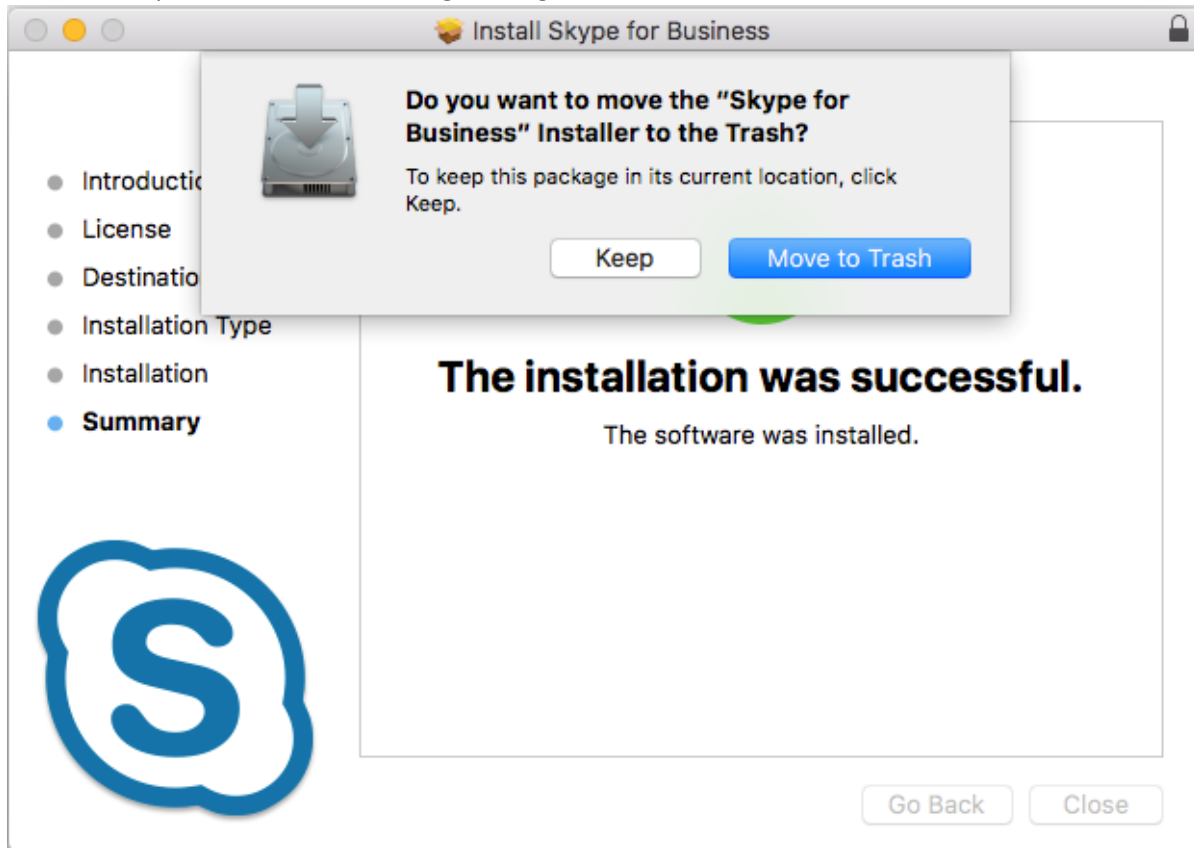 Install Skype for Business
Do you want to move the “Skype for
Business” Installer to the Trash?
To keep this package in its current location, click
Keep.
Keep
Move to Trash
Introductic
License
Destinatio
Installation Type
Installation
Summary
The installation was successful.
The software was installed.
S
Go Back
Close